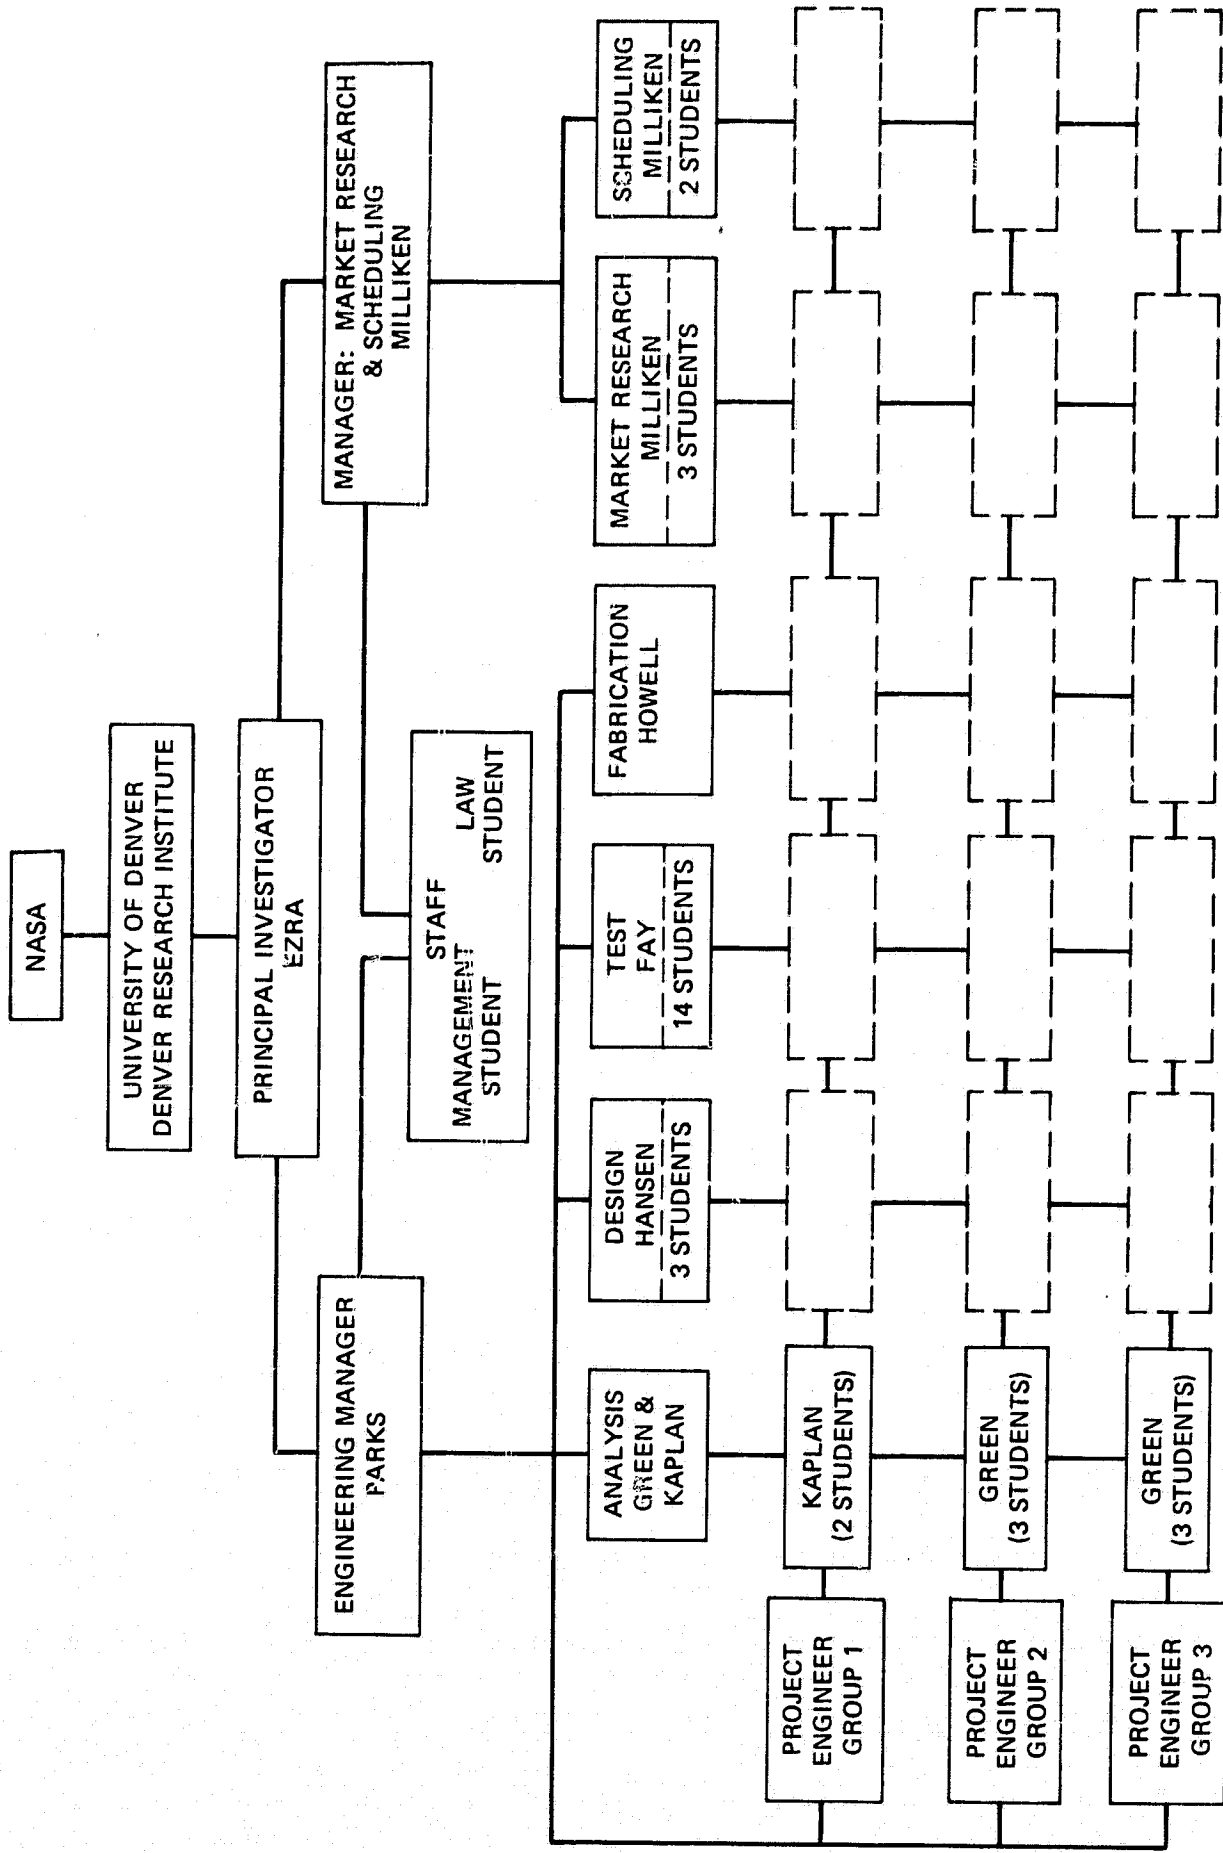 NASA
UNIVERSITY OF DENVER
DENVER RESEARCH INSTITUTE
PRINCIPAL INVESTIGATOR
EZRA
ENGINEERING MANAGER
PARKS
MANAGER: MARKET RESEARCH
& SCHEDULING
MILLIKEN
STAFF
MANAGEMENT LAW
STUDENT STUDENT
ANALYSIS
GREEN &
KAPLAN
DESIGN
HANSEN
3 STUDENTS
TEST
FAY
14 STUDENTS
FABRICATION
HOWELL
MARKET RESEARCH
MILLIKEN
3 STUDENTS
SCHEDULING
MILLIKEN
2 STUDENTS
PROJECT
ENGINEER
GROUP 1
KAPLAN
(2 STUDENTS)
PROJECT
ENGINEER
GROUP 2
GREEN
(3 STUDENTS)
PROJECT
ENGINEER
GROUP 3
GREEN
(3 STUDENTS)